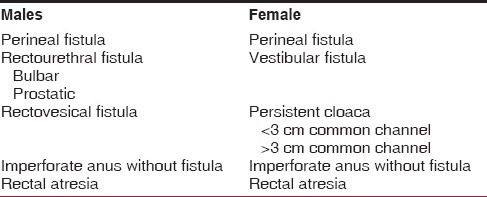 Males Female
Perineal fistula Perineal fistula
Rectourethral fistula Vestibular fistula
Bulbar
Prostatic
Rectovesical fistula Persistent cloaca
<3 cm common channel
>3 cm common channel
Imperforate anus without fistula Imperforate anus without fistula
Rectal atresia Rectal atresia